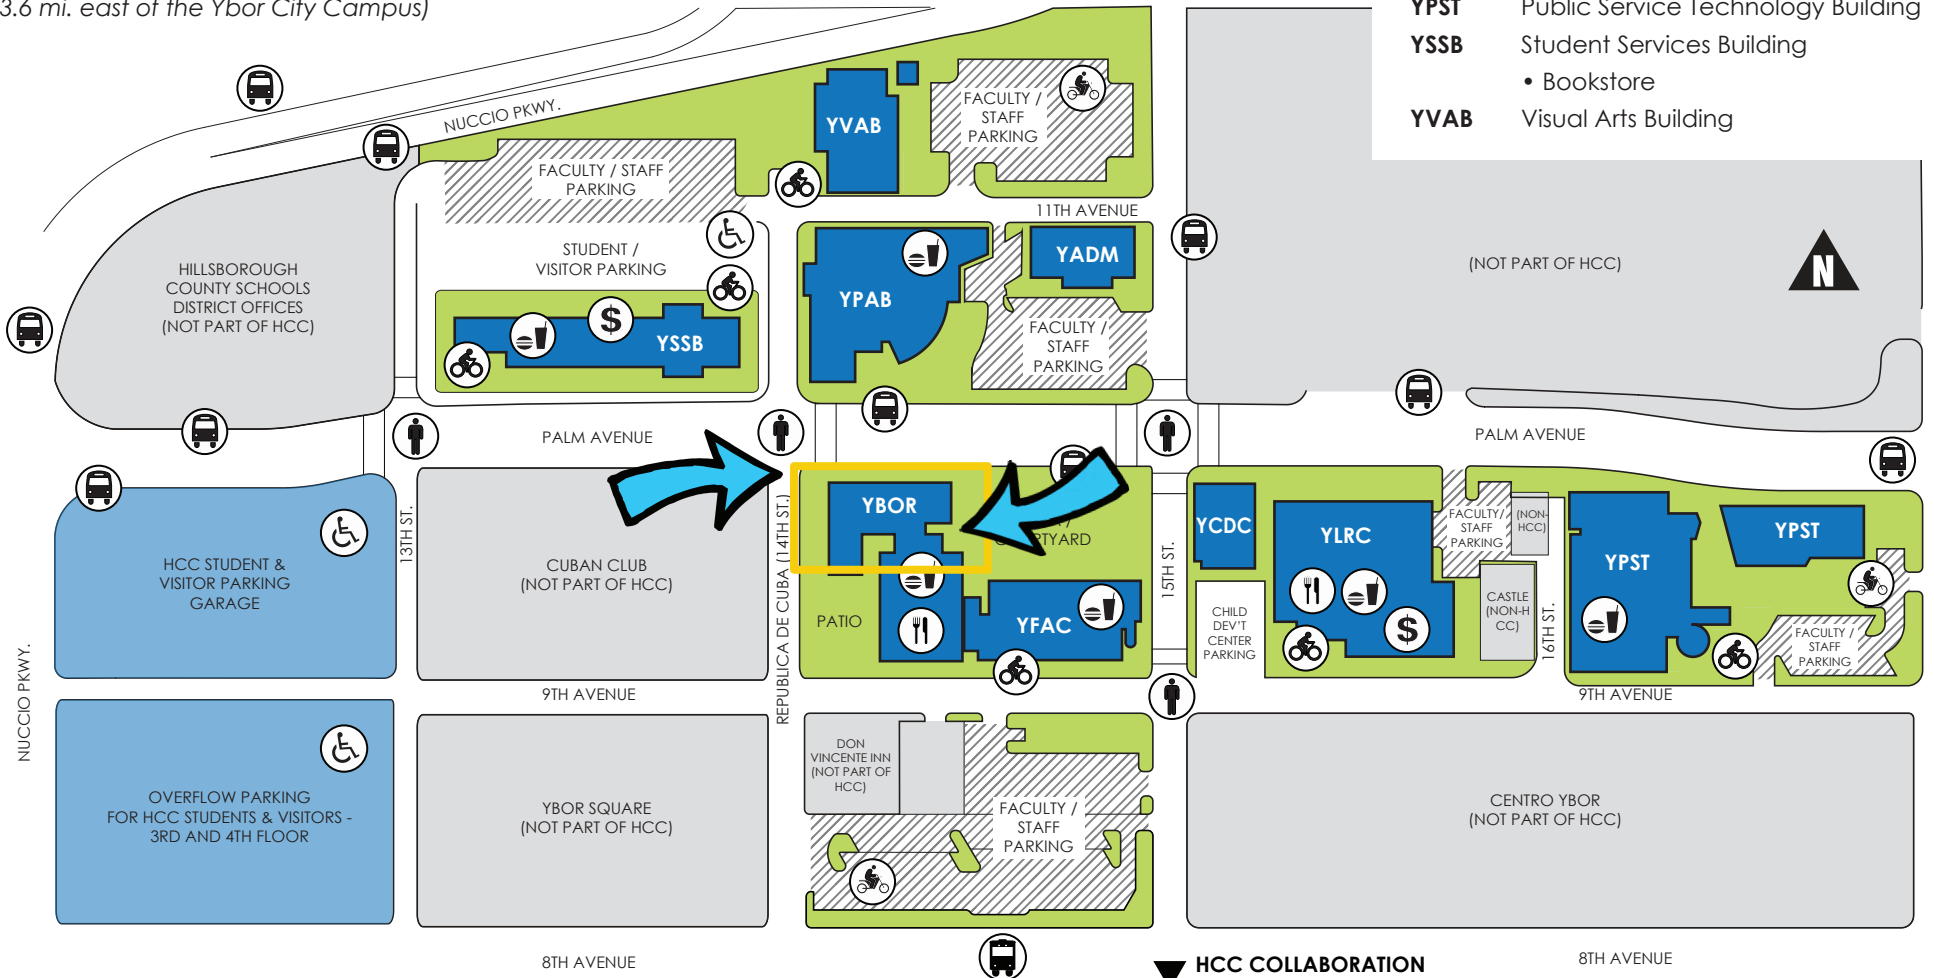 3.6 mi. east of the Ybor City Campus)
YPST Public Service Technology Building
YSSB Student Services Building
• Bookstore
YVAB Visual Arts Building
NUCCIO PKWY.
YVAB
FACULTY /
STAFF
PARKING
FACULTY / STAFF
PARKING
11TH AVENUE
STUDENT /
VISITOR PARKING
HILLSBOROUGH
COUNTY SCHOOLS
DISTRICT OFFICES
(NOT PART OF HCC)
YADM
(NOT PART OF HCC)
N
YPAB
$
YSSB
FACULTY /
STAFF
PARKING
PALM AVENUE
PALM AVENUE
YBOR
COURTYARD
YCDC
YLRC
FACULTY/
STAFF
PARKING
(NON-
HCC)
YPST
YPST
13TH ST.
HCC STUDENT &
VISITOR PARKING
GARAGE
CUBAN CLUB
(NOT PART OF HCC)
REPUBLICA DE CUBA (14TH ST.)
15TH ST.
PATIO
YFAC
CHILD
DEV'T
CENTER
PARKING
$
CASTLE
(NON-H
CC)
16TH ST.
FACULTY /
STAFF
PARKING
NUCCIO PKWY.
9TH AVENUE
9TH AVENUE
DON
VINCENTE INN
(NOT PART OF
HCC)
OVERFLOW PARKING
FOR HCC STUDENTS & VISITORS -
3RD AND 4TH FLOOR
YBOR SQUARE
(NOT PART OF HCC)
FACULTY /
STAFF
PARKING
CENTRO YBOR
(NOT PART OF HCC)
8TH AVENUE
HCC COLLABORATION
8TH AVENUE